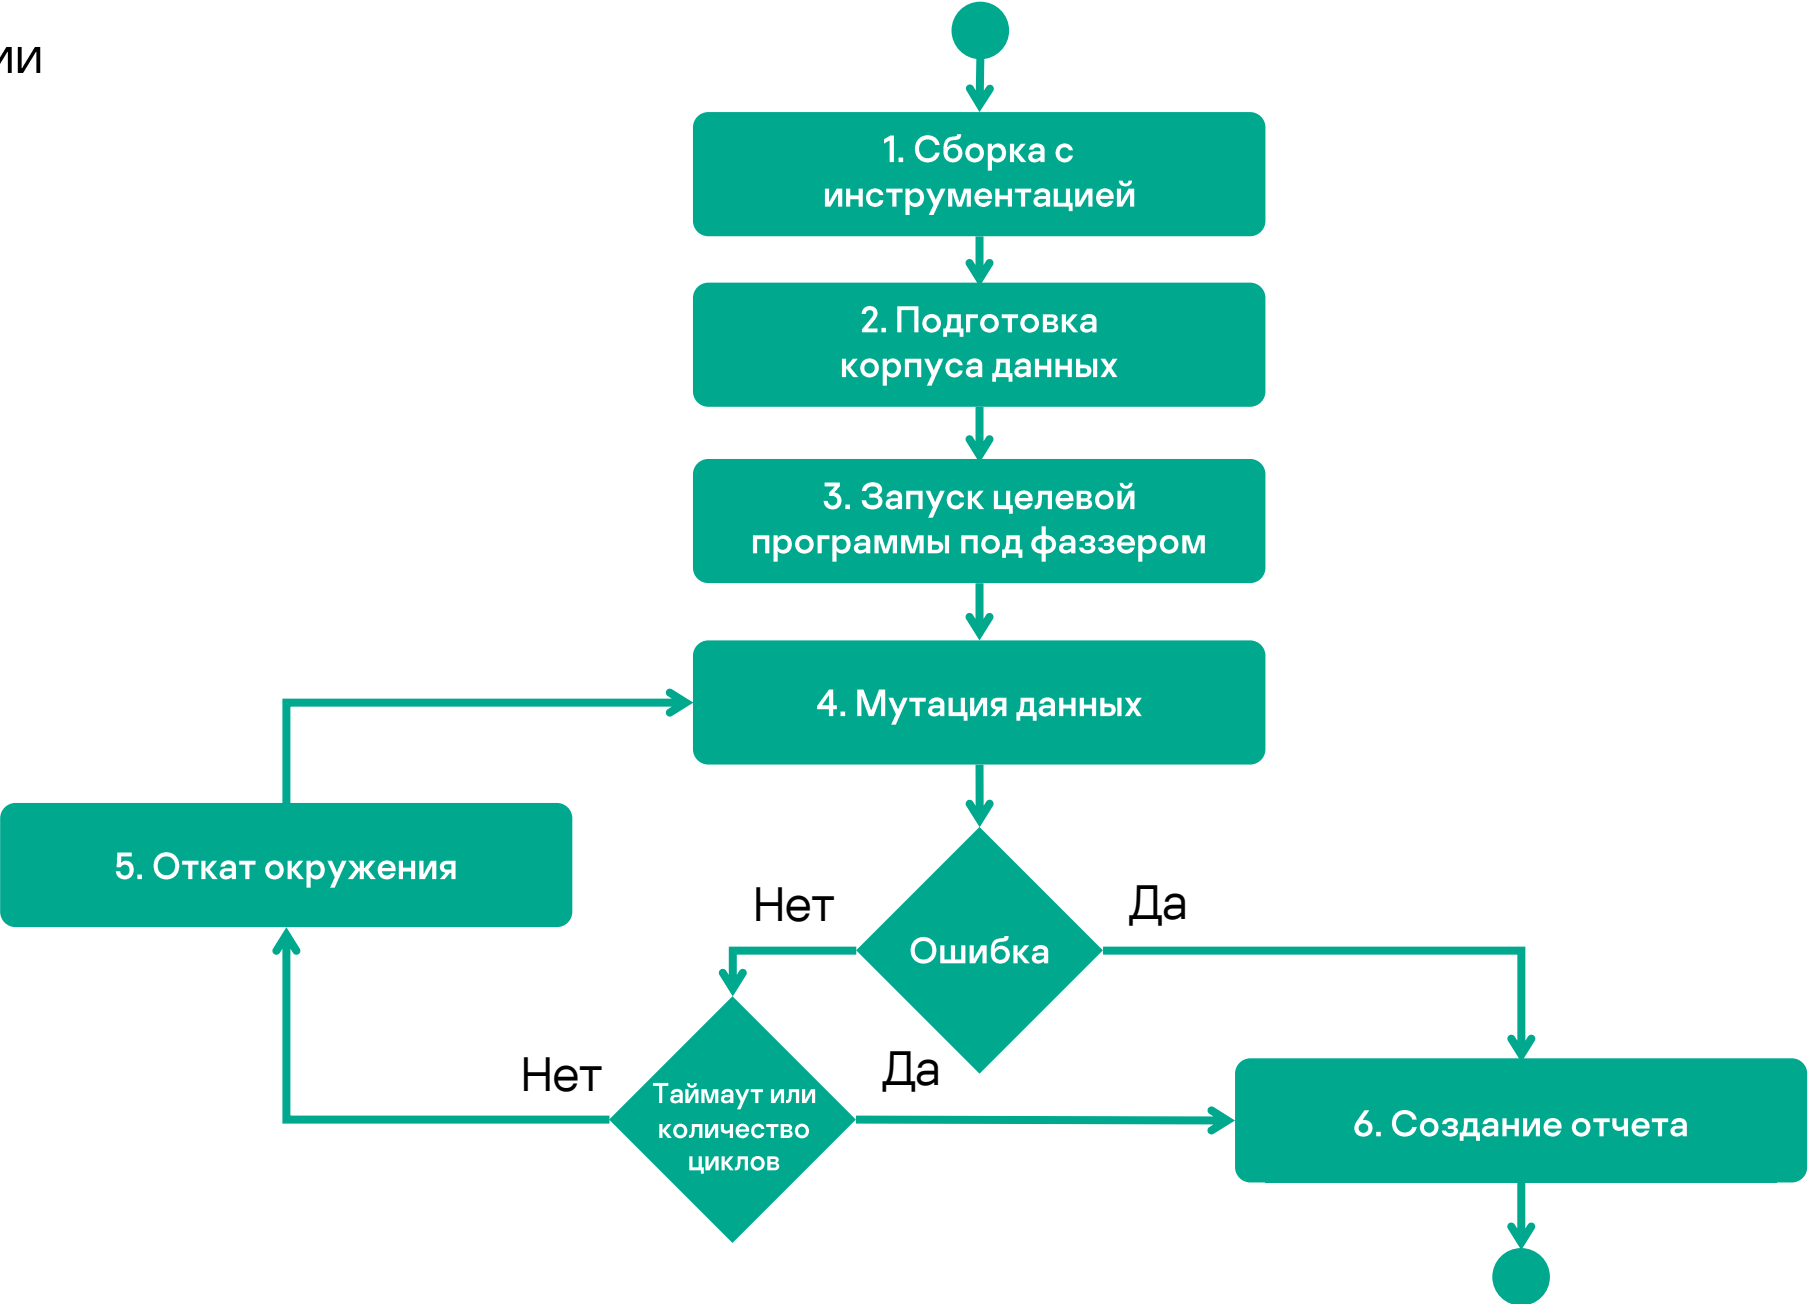 ии
1. Сборка с
инструментацией
2. Подготовка
корпуса данных
3. Запуск целевой
программы под фаззером
4. Мутация данных
5. Откат окружения
Нет
Да
Ошибка
Нет
Да
Таймаут или
количество
циклов
6. Создание отчета